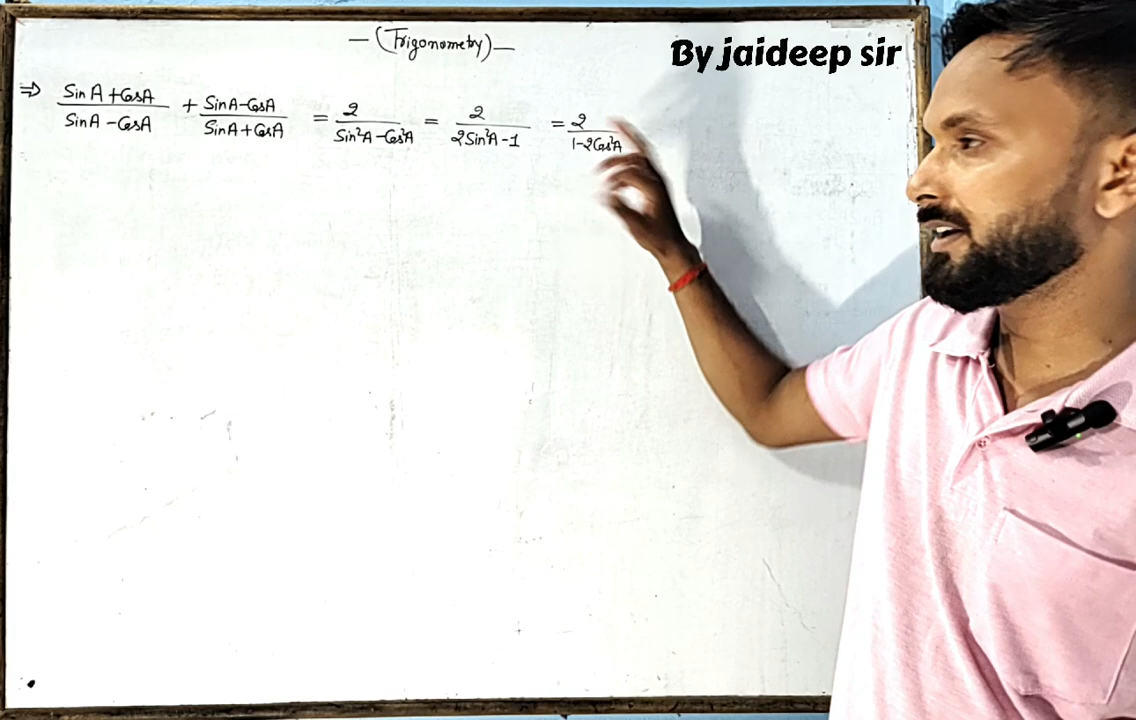 —(Trigonometry)—
By jaideep sir
⇒ SinA+CosA/SinA-CosA + SinA-CosA/SinA+CosA = 2/Sin²A-Cos²A = 2/2Sin²A-1 = 2/1-2Cos²A